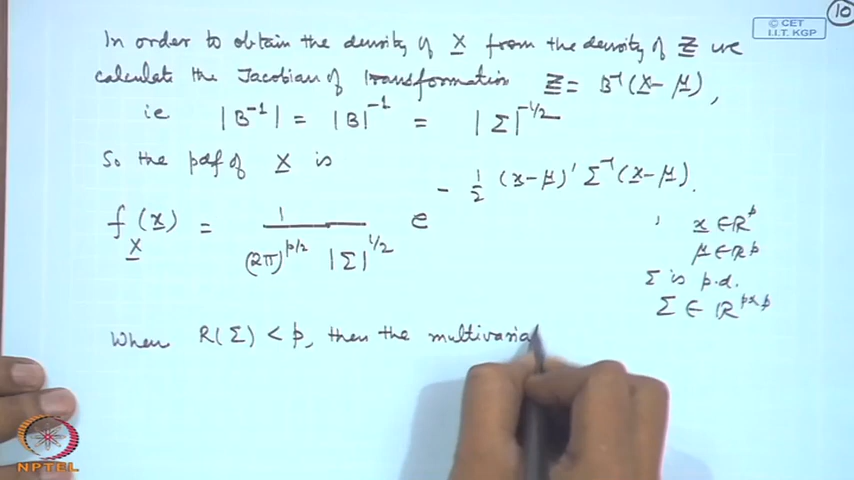 10
© CET
I.I.T. KGP
In order to obtain the density of X from the density of Z we
calculate the Jacobian of transformation Z = B⁻¹(X - μ),
ie |B⁻¹| = |B|⁻¹ = |Σ|⁻¹/²
So the pdf of X is
f_X(x) = 1 / ((2π)^{p/2} |Σ|^{1/2}) e^{- 1/2 (x-μ)' Σ⁻¹ (x-μ)}.
, x ∈ ℝ^p
μ ∈ ℝ^p
Σ is p.d.
Σ ∈ ℝ^{p×p}
When R(Σ) < p, then the multivaria
NPTEL